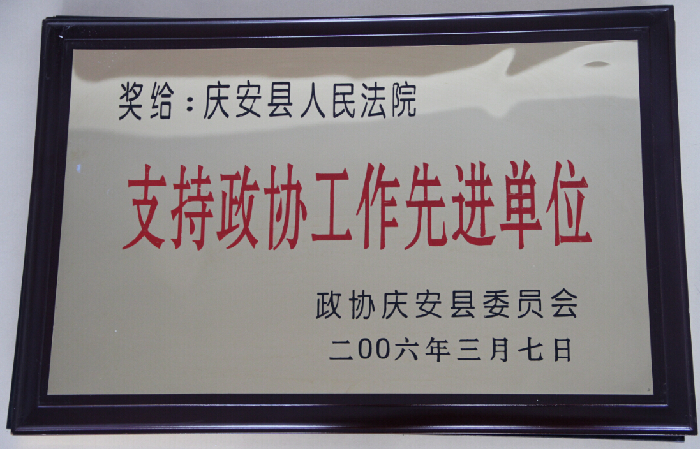 奖给：庆安县人民法院
支持政协工作先进单位
政协庆安县委员会
二00六年三月七日